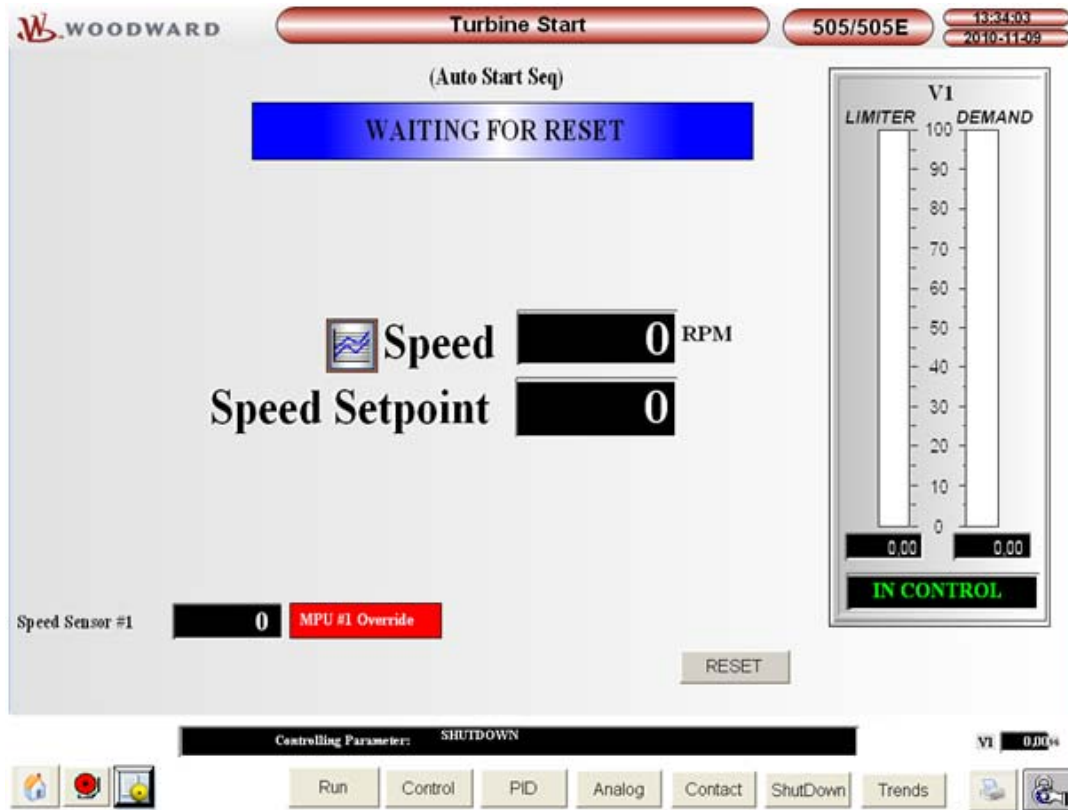 WOODWARD
Turbine Start
505/505E
13:34:03
2010-11-09
(Auto Start Seq)
WAITING FOR RESET
V1
LIMITER DEMAND
100
90
80
70
60
50
40
30
20
10
0
0,00 0,00
IN CONTROL
Speed 0 RPM
Speed Setpoint 0
Speed Sensor #1 0 MPU #1 Override
RESET
Controlling Parameter: SHUTDOWN
V1 0,00%
Run Control PID Analog Contact ShutDown Trends